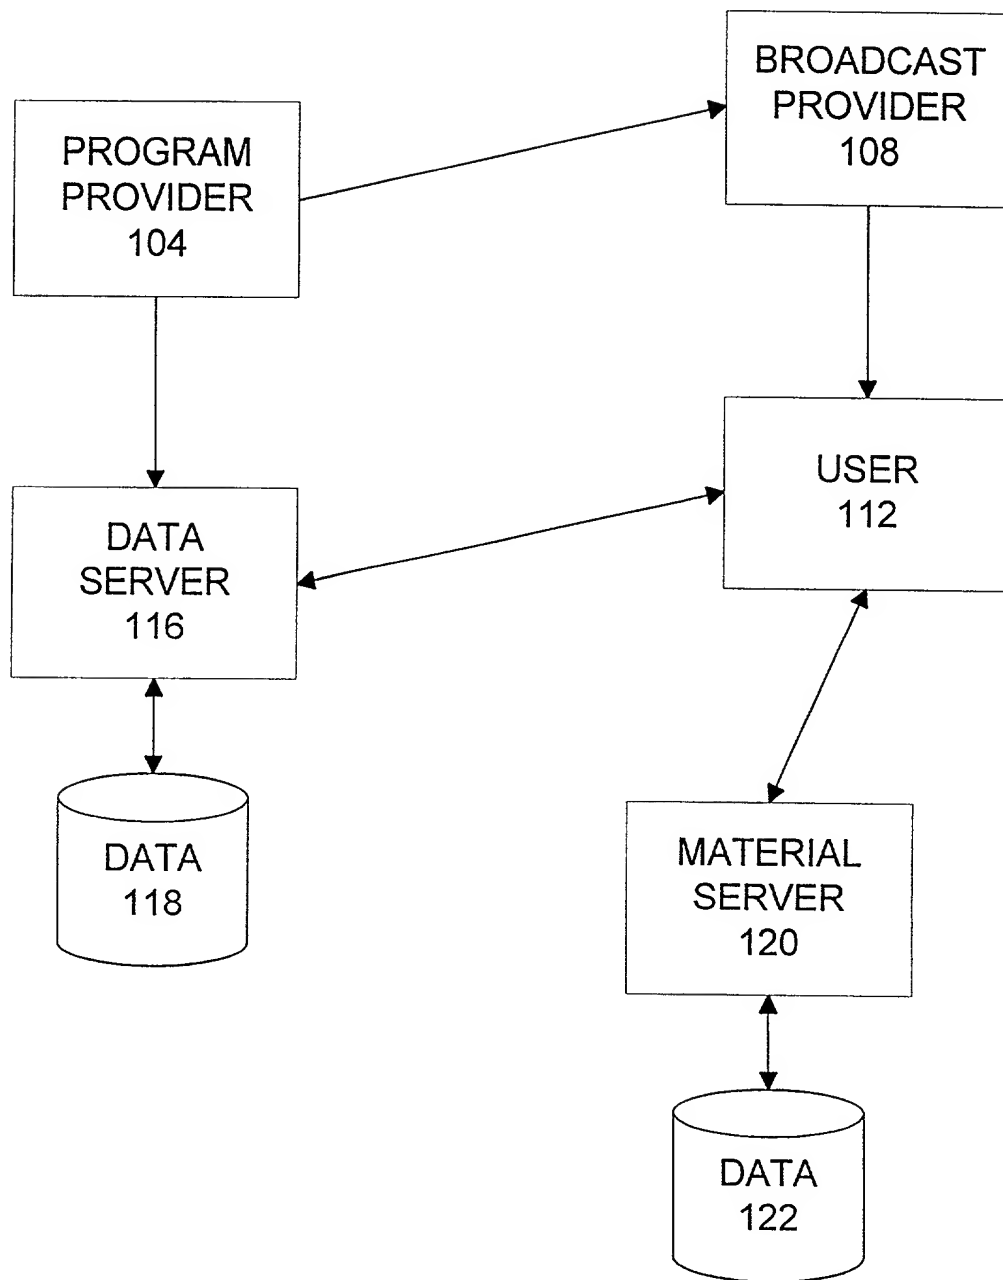 BROADCAST
PROVIDER
108
PROGRAM
PROVIDER
104
USER
112
DATA
SERVER
116
DATA
118
MATERIAL
SERVER
120
DATA
122